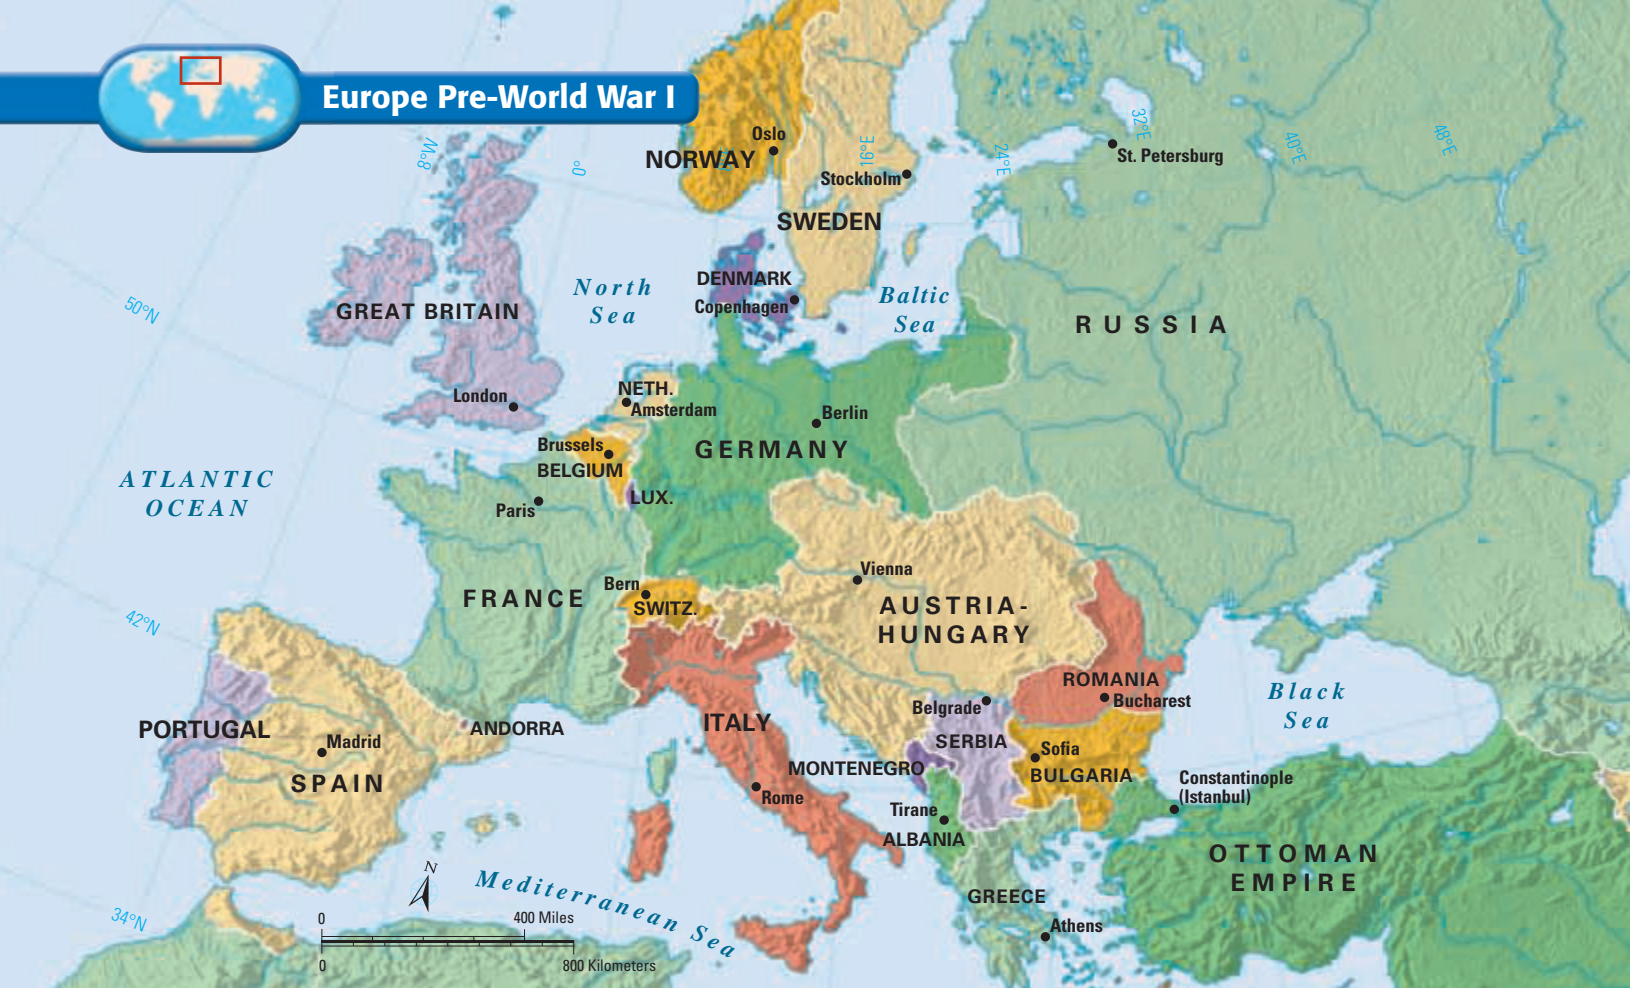 Europe Pre-World War I
8°W
0°
16°E
24°E
32°E
40°E
48°E
Oslo
NORWAY
St. Petersburg
Stockholm
SWEDEN
DENMARK
Copenhagen
North
Sea
Baltic
Sea
GREAT BRITAIN
50°N
RUSSIA
London
NETH.
Amsterdam
Berlin
GERMANY
Brussels
BELGIUM
ATLANTIC
OCEAN
LUX.
Paris
Vienna
Bern
SWITZ.
FRANCE
AUSTRIA-
HUNGARY
42°N
ROMANIA
Bucharest
Black
Sea
Belgrade
SERBIA
PORTUGAL
ANDORRA
ITALY
Madrid
SPAIN
Sofia
BULGARIA
MONTENEGRO
Constantinople
(Istanbul)
Rome
Tirane
ALBANIA
OTTOMAN
EMPIRE
GREECE
Athens
Mediterranean Sea
34°N
N
0 400 Miles
0 800 Kilometers